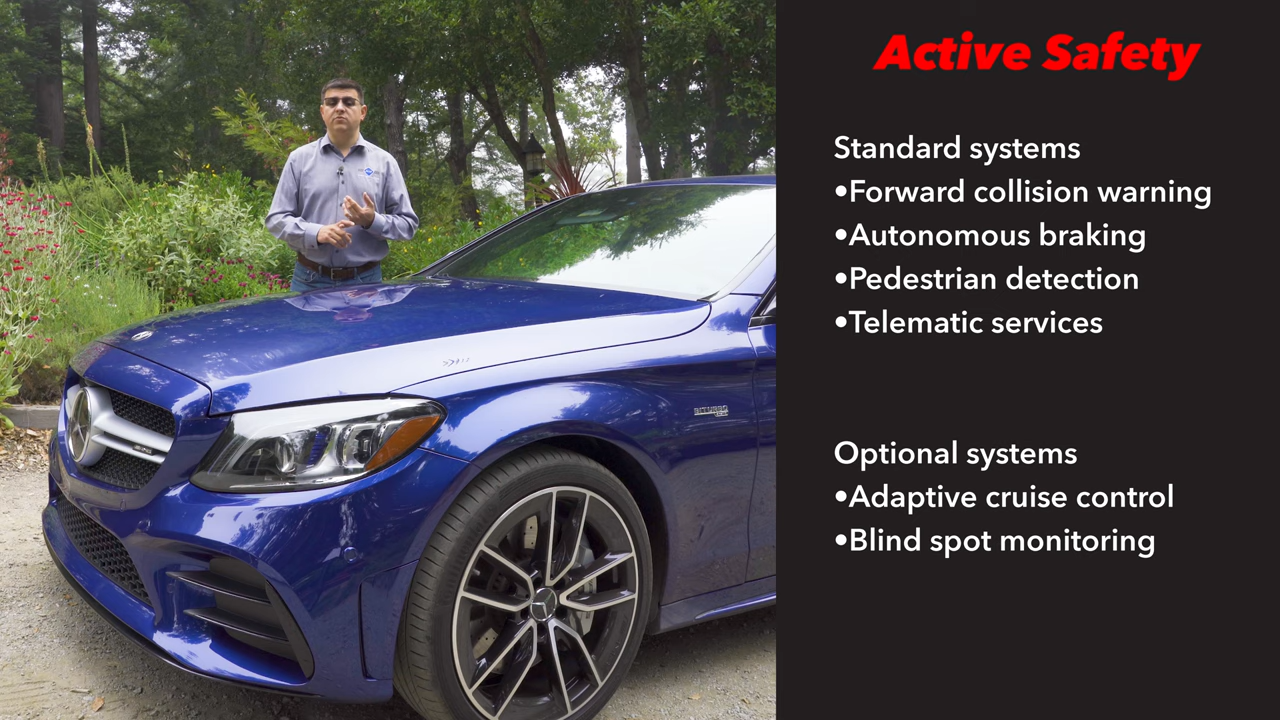 Active Safety
Standard systems
•Forward collision warning
•Autonomous braking
•Pedestrian detection
•Telematic services
Optional systems
•Adaptive cruise control
•Blind spot monitoring
BITURBO